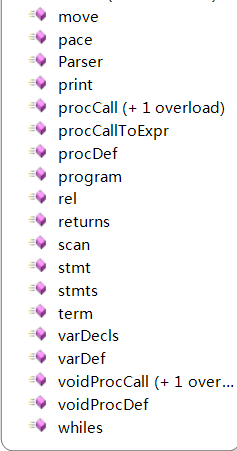 move
pace
Parser
print
procCall (+ 1 overload)
procCallToExpr
procDef
program
rel
returns
scan
stmt
stmts
term
varDecls
varDef
voidProcCall (+ 1 over...
voidProcDef
whiles